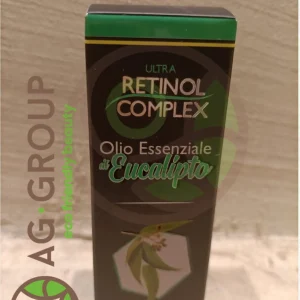 ULTRA
RETINOL
COMPLEX
Olio Essenziale
di Eucalipto
AG·GROUP